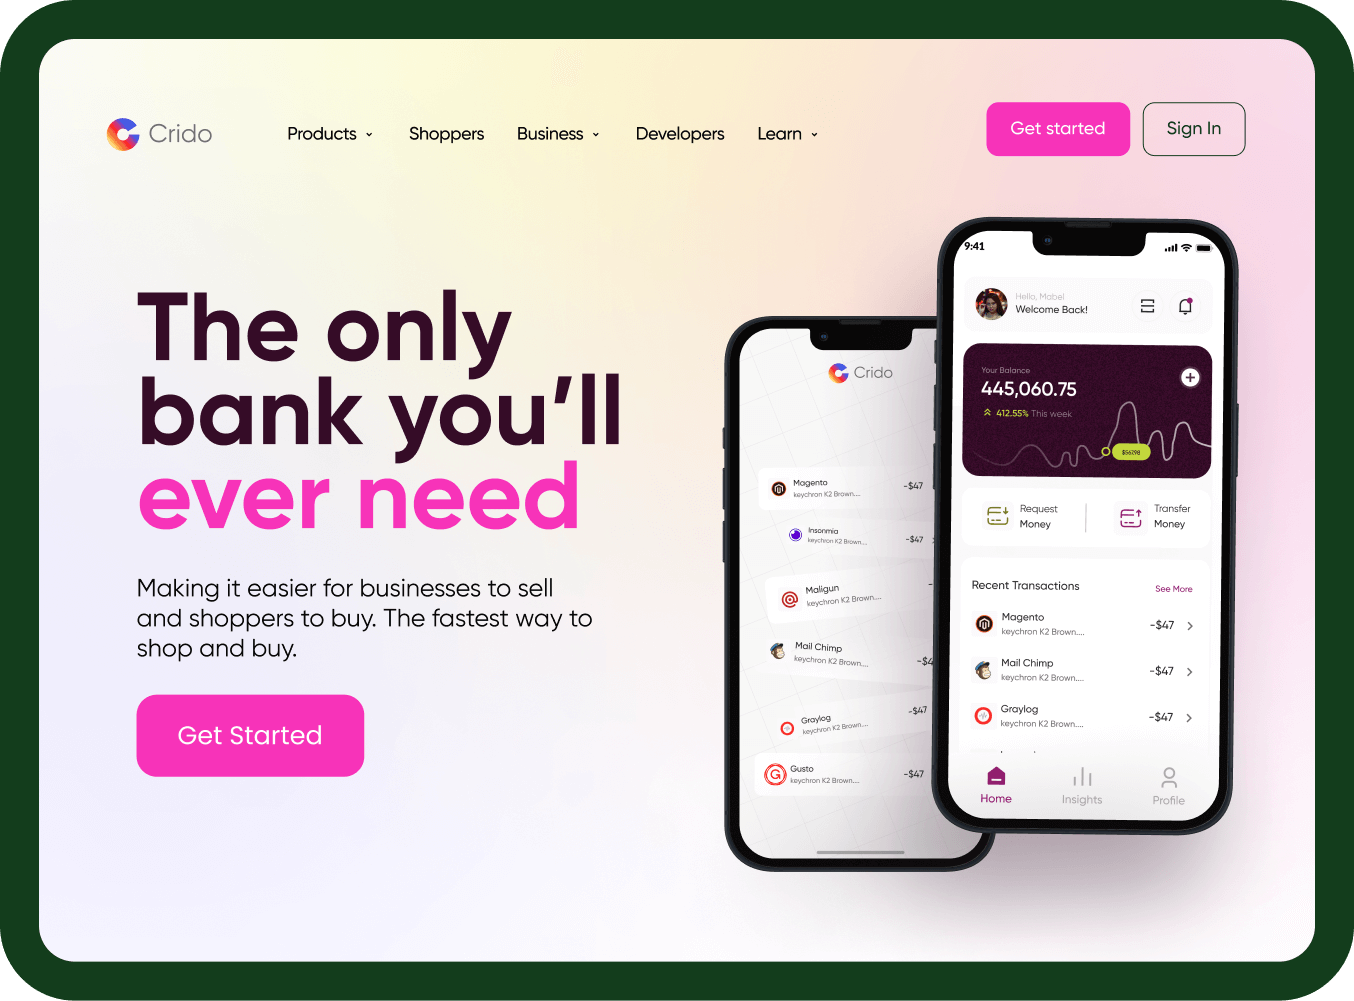 Crido
Products
Shoppers
Business
Developers
Learn
Get started
Sign In
The only
bank you’ll
ever need
Making it easier for businesses to sell
and shoppers to buy. The fastest way to
shop and buy.
Get Started
Crido
Magento
keychron K2 Brown....
-$47
Insonmia
keychron K2 Brown....
-$47
Maligun
keychron K2 Brown....
Mail Chimp
keychron K2 Brown....
-$4
Graylog
keychron K2 Brown....
-$47
Gusto
keychron K2 Brown....
-$47
9:41
Hello, Mabel
Welcome Back!
Your Balance
445,060.75
412.55% This week
Request
Money
Transfer
Money
Recent Transactions
See More
Magento
keychron K2 Brown....
-$47
Mail Chimp
keychron K2 Brown....
-$47
Graylog
keychron K2 Brown....
-$47
Home
Insights
Profile